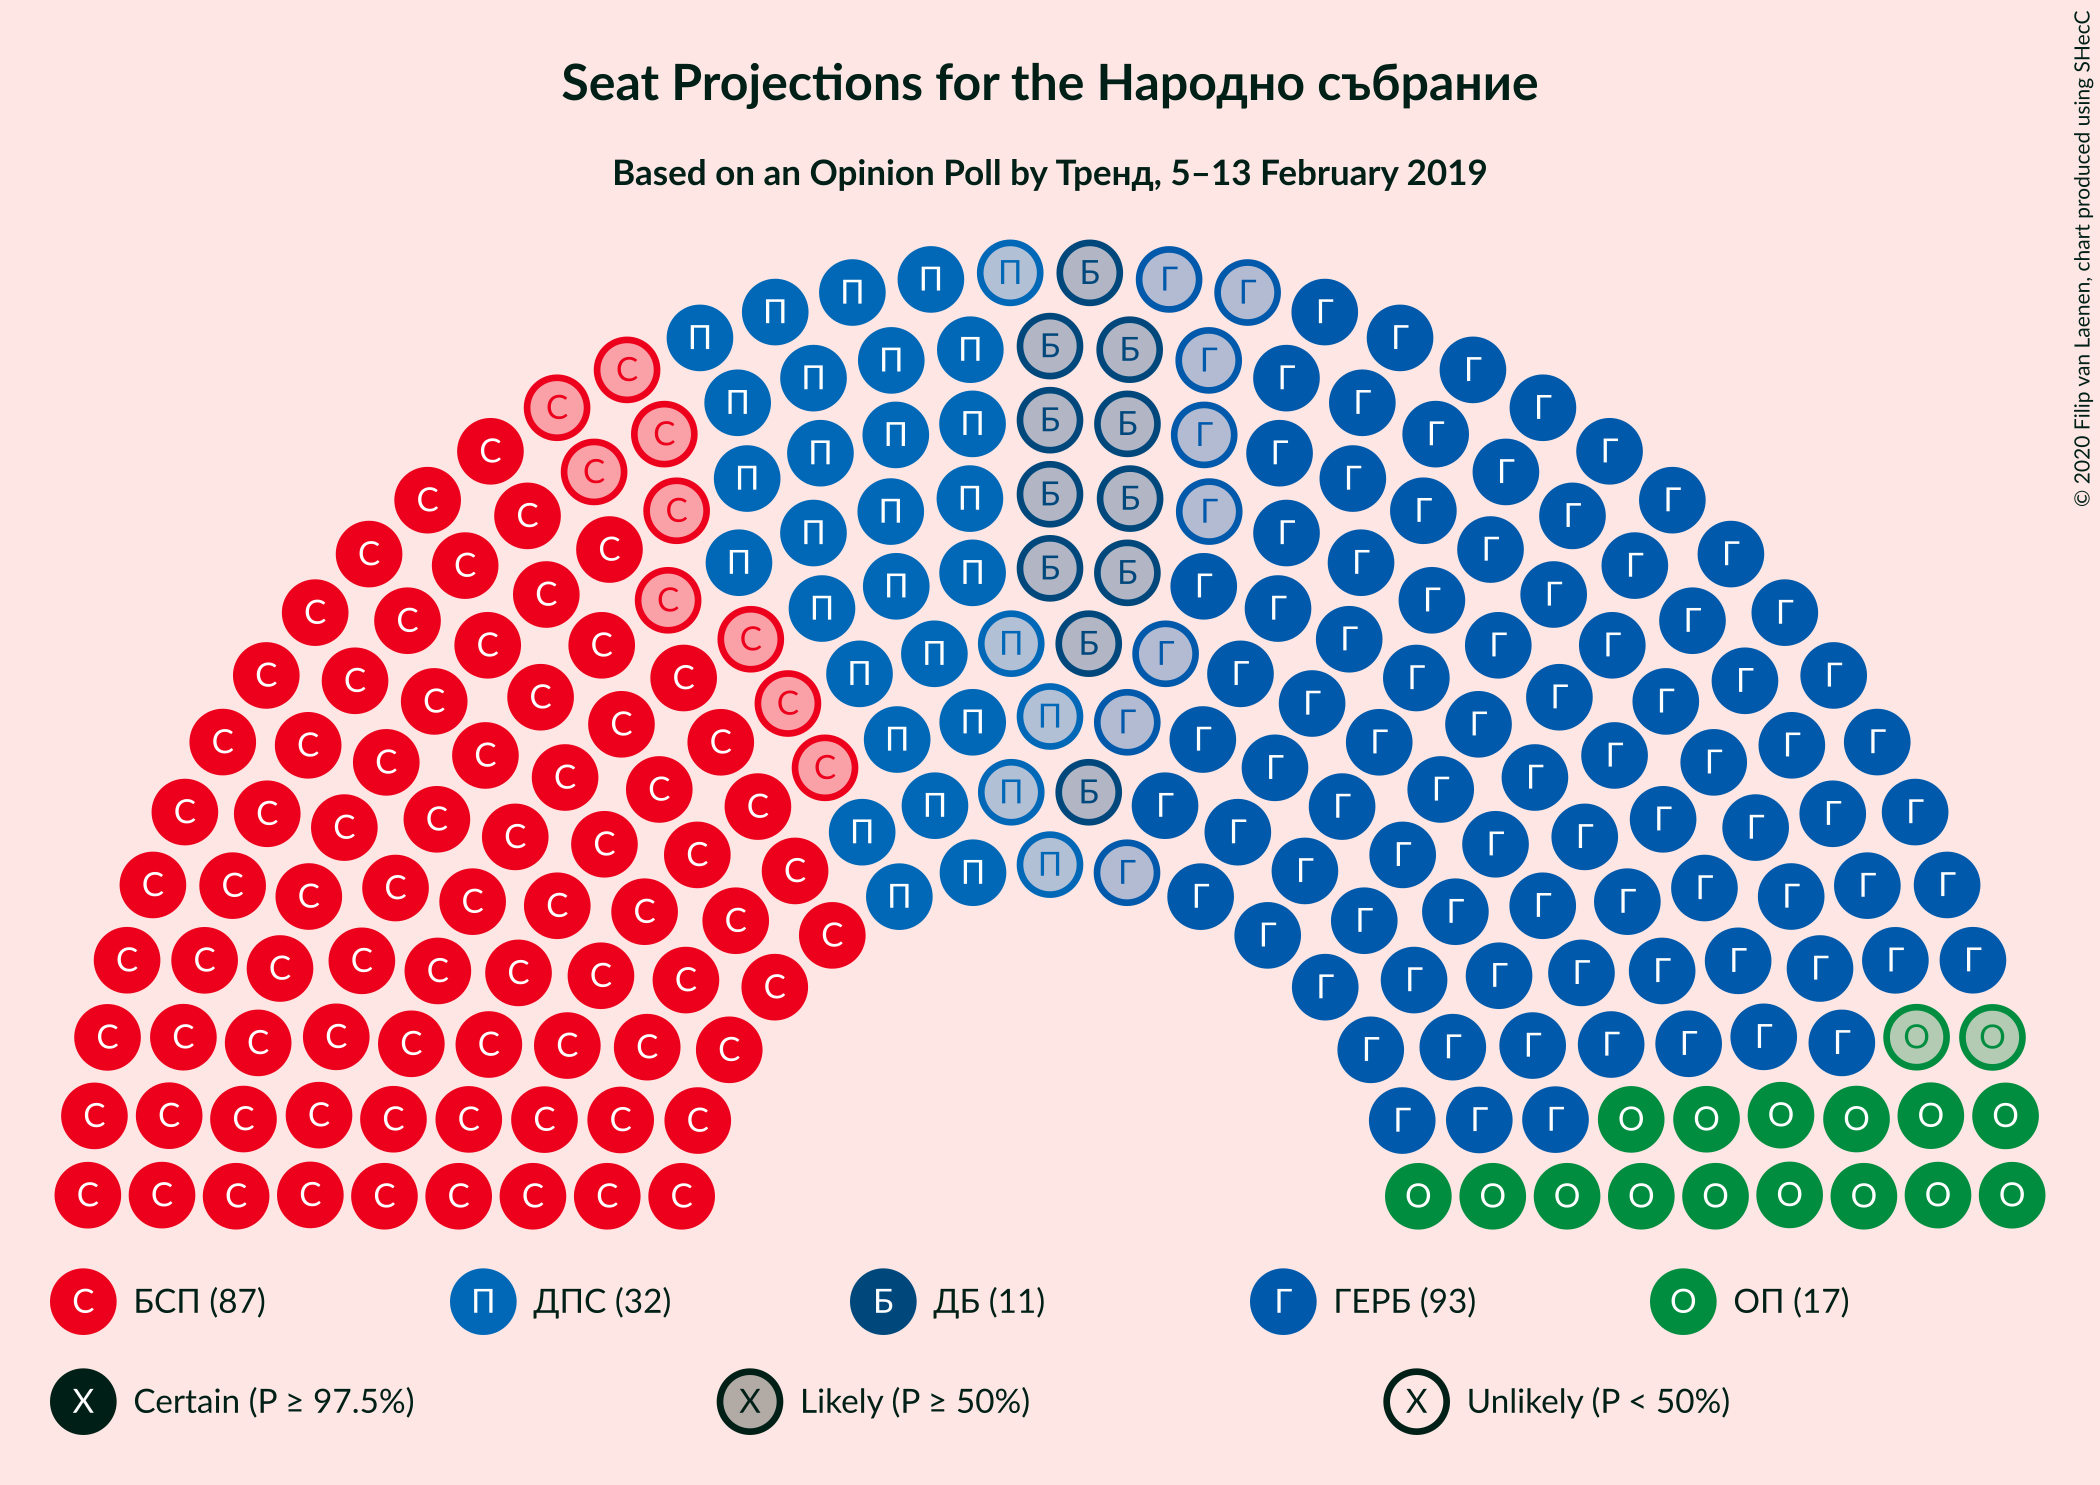 Seat Projections for the Народно събрание
Based on an Opinion Poll by Тренд, 5–13 February 2019
© 2020 Filip van Laenen, chart produced using SHecC
С БСП (87) П ДПС (32) Б ДБ (11) Г ГЕРБ (93) О ОП (17)
X Certain (P ≥ 97.5%) X Likely (P ≥ 50%) X Unlikely (P < 50%)